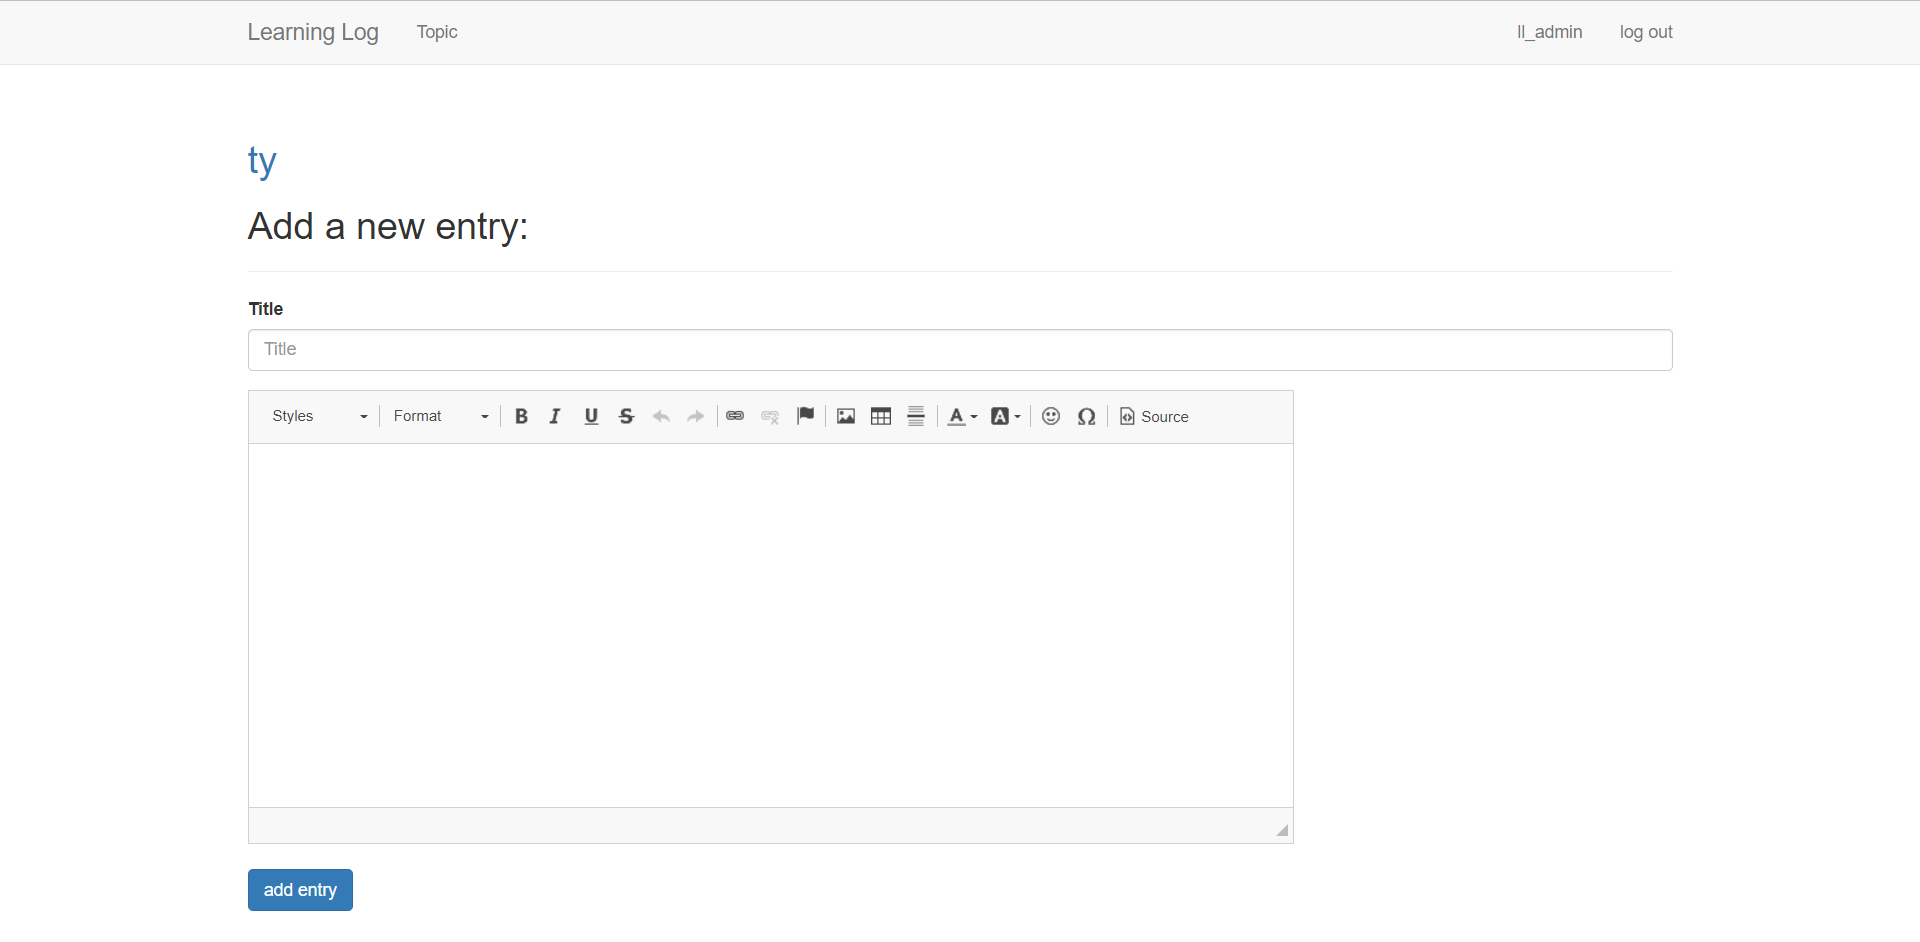 Learning Log Topic ll_admin log out
ty
Add a new entry:
Title
Title
Styles Format B I U S A A Ω Source
add entry